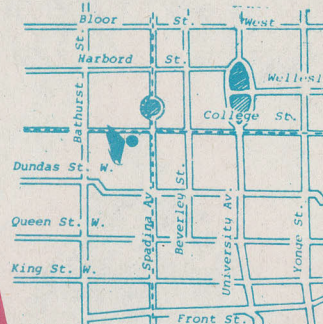 Bloor St. West
Harbord St.
Wellesl
College St.
Bathurst St.
Dundas St. W.
Queen St. W.
King St. W.
Spadina Av.
Beverley St.
University Av.
Yonge St.
Front St.